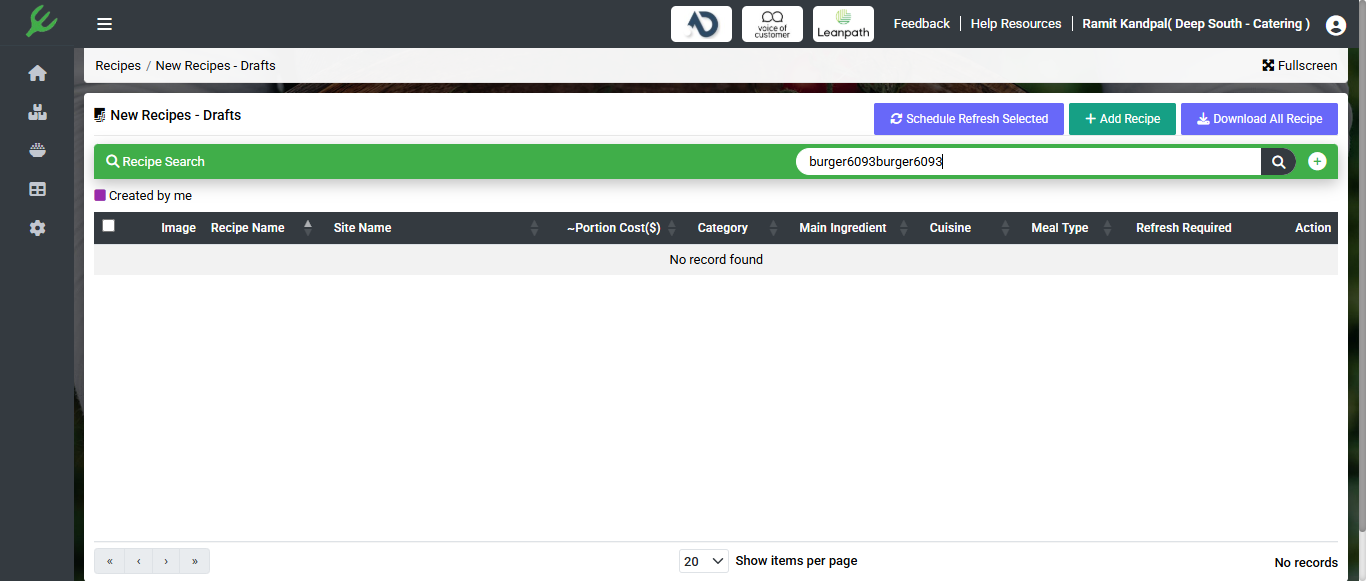 voice of
customer
Leanpath
Feedback
Help Resources
Ramit Kandpal( Deep South - Catering )
Recipes / New Recipes - Drafts
Fullscreen
New Recipes - Drafts
Schedule Refresh Selected
+ Add Recipe
Download All Recipe
Recipe Search
burger6093burger6093
Created by me
Image Recipe Name Site Name ~Portion Cost($) Category Main Ingredient Cuisine Meal Type Refresh Required Action
No record found
« ‹ › »
20
Show items per page
No records